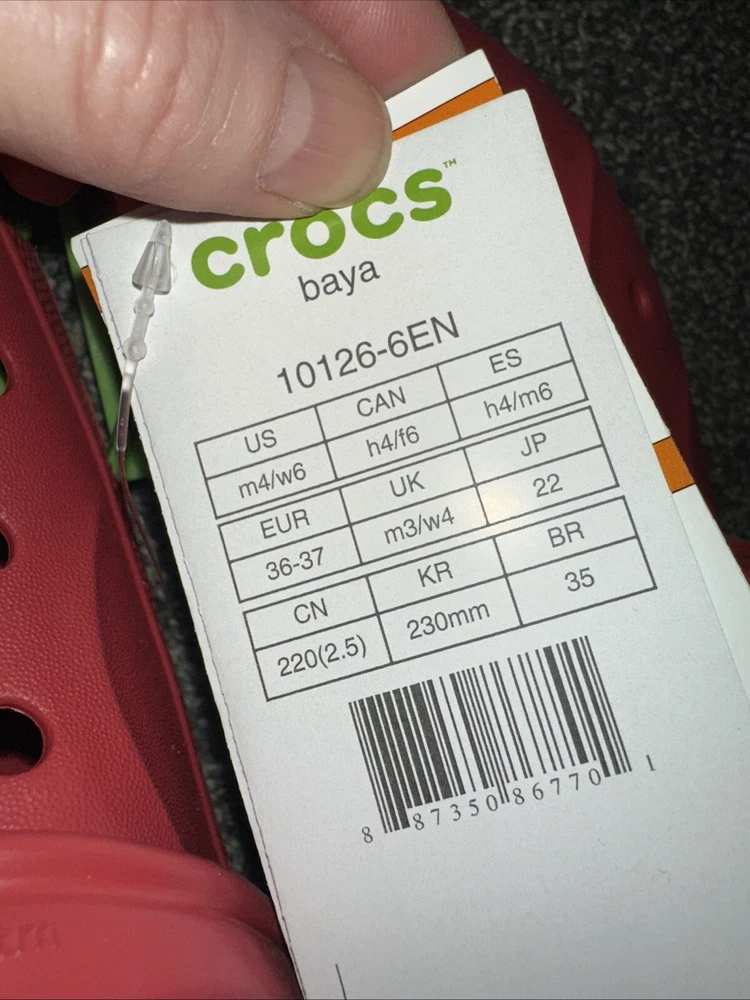 crocs™
baya
10126-6EN
US CAN ES
m4/w6 h4/f6 h4/m6
EUR UK JP
36-37 m3/w4 22
CN KR BR
220(2.5) 230mm 35
8 87350 86770 1